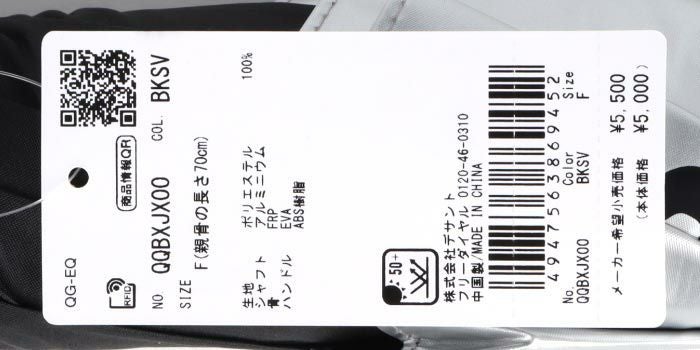 商品情報QR
QG-EQ
RFID
NO. QQBXJX00 COL. BKSV
SIZE F(親骨の長さ70cm)
生地 ポリエステル 100%
シャフト アルミニウム
骨 FRP
ハンドル EVA
ABS樹脂
50+
株式会社デサント
フリーダイヤル 0120-46-0310
中国製/MADE IN CHINA
4947563869452
No. Color Size
QQBXJX00 BKSV F
メーカー希望小売価格 ¥5,500
(本体価格 ¥5,000)